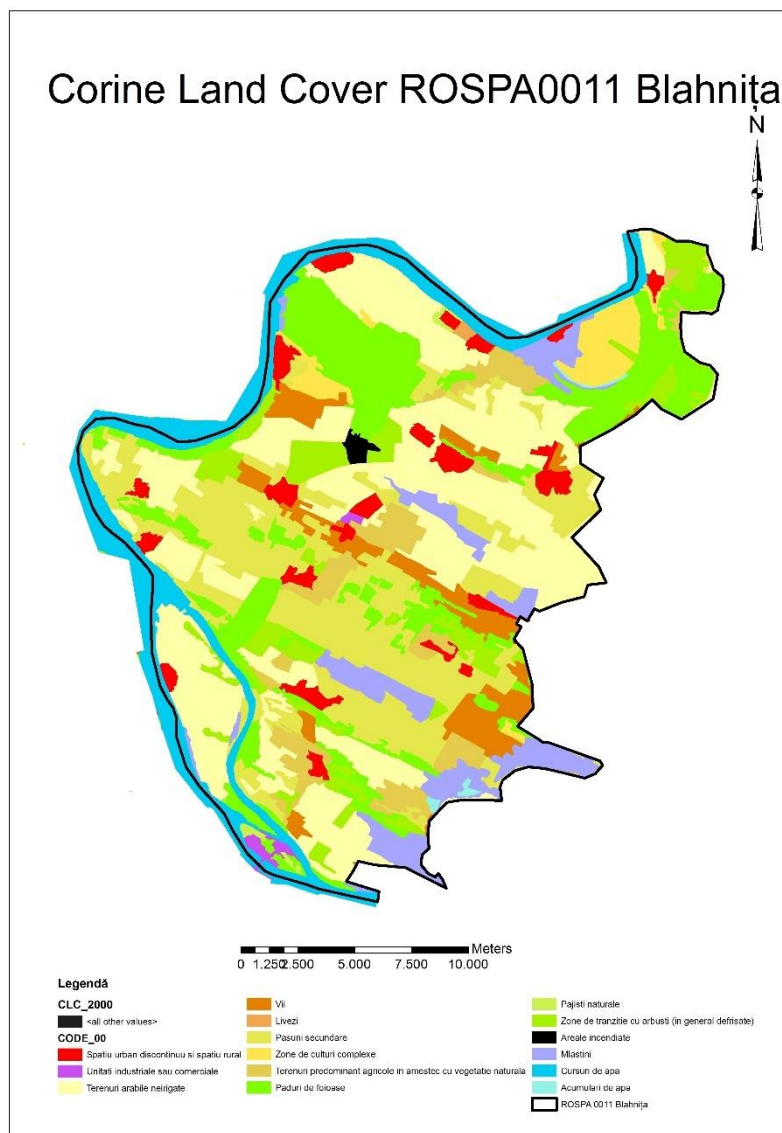 Corine Land Cover ROSPA0011 Blahnița
N
Meters
0 1.250 2.500 5.000 7.500 10.000
Legendă
CLC_2000
<all other values>
CODE_00
Spatiu urban discontinuu si spatiu rural
Unitati industriale sau comerciale
Terenuri arabile neirigate
Vii
Livezi
Pasuni secundare
Zone de culturi complexe
Terenuri predominant agricole in amestec cu vegetatie naturala
Paduri de foioase
Pajisti naturale
Zone de tranzitie cu arbusti (in general defrisate)
Areale incendiate
Mlastini
Cursuri de apa
Acumulari de apa
ROSPA 0011 Blahnița